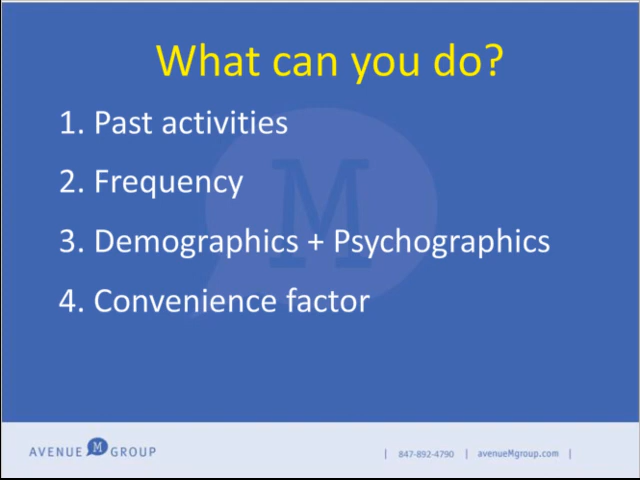 What can you do?
1. Past activities
2. Frequency
3. Demographics + Psychographics
4. Convenience factor
M
AVENUE M GROUP
| 847-892-4790 | avenueMgroup.com |